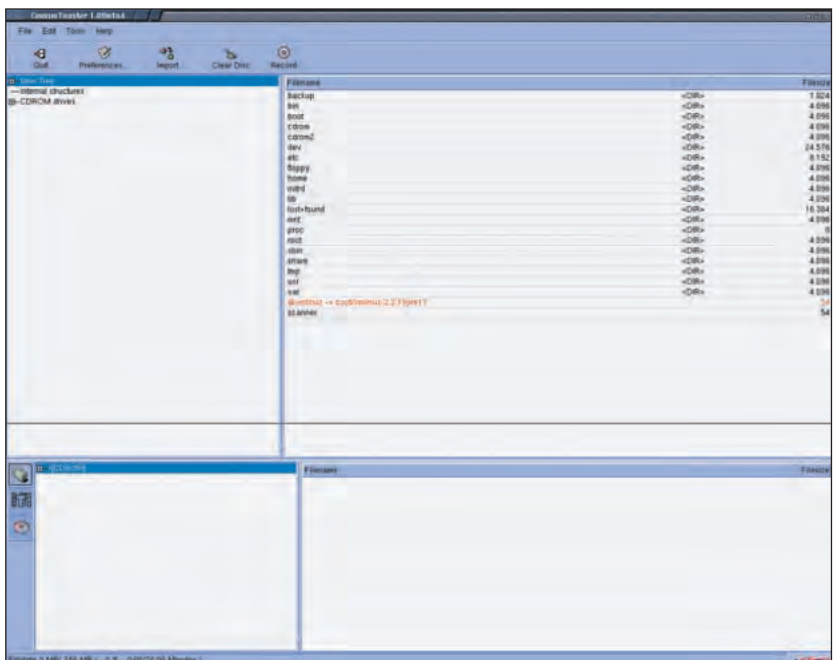 Gnome Toaster 1.0Beta4
File Edit Tools Help
Quit Preferences Import Clear Disc Record
Filename Filesize
internal structures
CDROM drives
backup <DIR> 1.024
bin <DIR> 4.096
boot <DIR> 4.096
cdrom <DIR> 4.096
cdrom2 <DIR> 4.096
dev <DIR> 24.576
etc <DIR> 8.192
floppy <DIR> 4.096
home <DIR> 4.096
initrd <DIR> 4.096
lib <DIR> 4.096
lost+found <DIR> 16.384
mnt <DIR> 4.096
proc <DIR> 0
root <DIR> 4.096
sbin <DIR> 4.096
share <DIR> 4.096
tmp <DIR> 4.096
usr <DIR> 4.096
var <DIR> 4.096
scanner 54
Filename Filesize